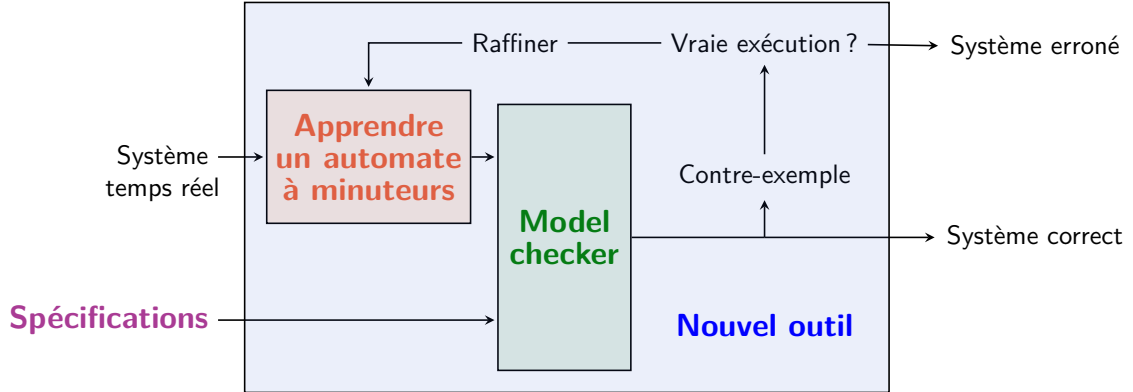 Raffiner
Vraie exécution ?
Système erroné
Apprendre
un automate
à minuteurs
Système
temps réel
Contre-exemple
Model
checker
Système correct
Spécifications
Nouvel outil